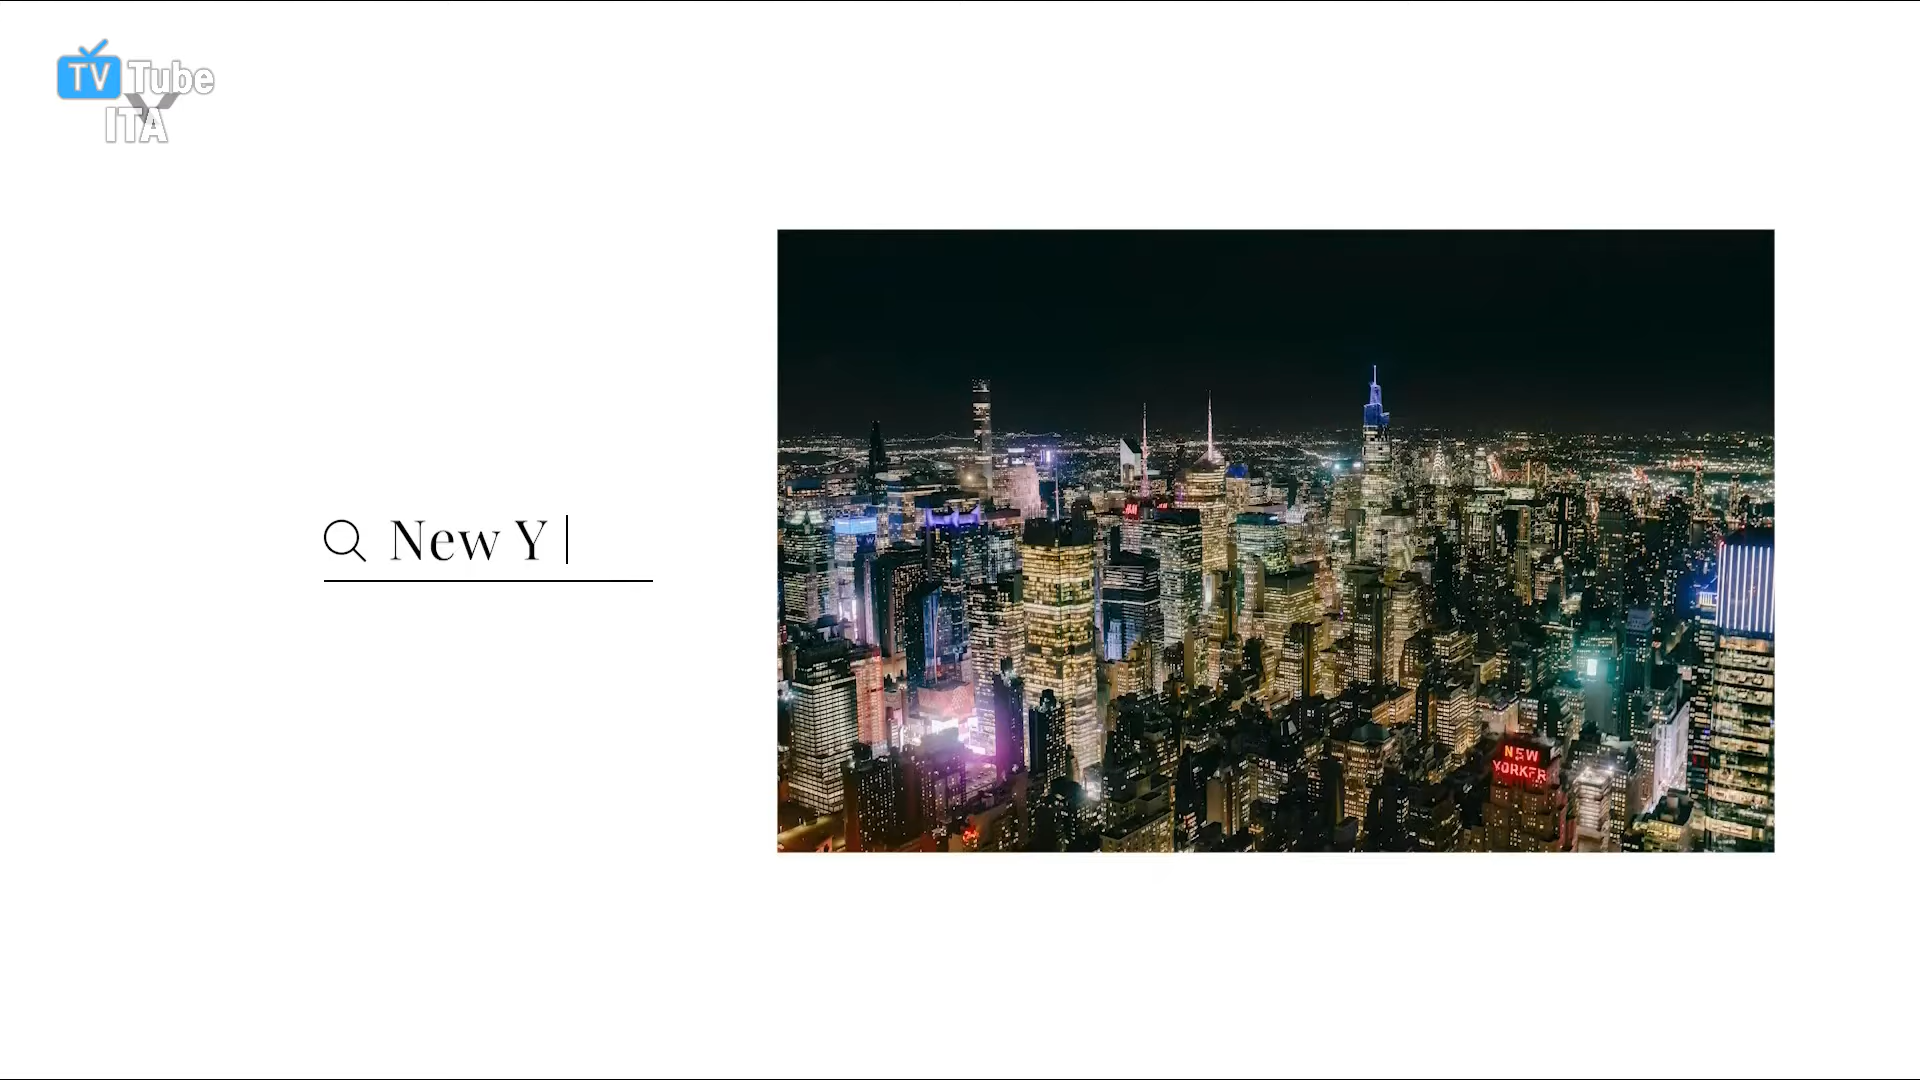 TV Tube
ITA
New Y
H&M
NEW
YORKER